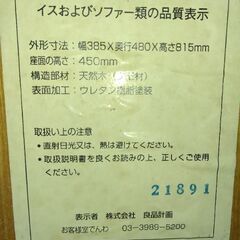 イスおよびソファー類の品質表示
外形寸法：幅385X奥行480X高さ815mm
座面の高さ：450mm
構造部材：天然木
表面加工：ウレタン樹脂塗装
取扱い上の注意
• 直射日光又は、熱は避けてください。
• 取扱説明書を良くお読みの上、正しくご使用
ください。
21891
表示者 株式会社 良品計画
お客様室でんわ 03-3989-5200